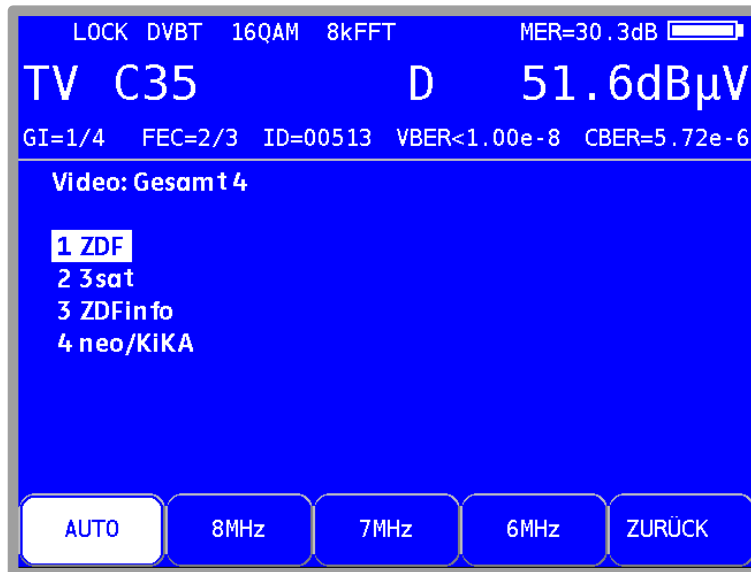 LOCK DVBT 16QAM 8kFFT MER=30.3dB
TV C35 D 51.6dBµV
GI=1/4 FEC=2/3 ID=00513 VBER<1.00e-8 CBER=5.72e-6
Video: Gesamt 4
1 ZDF
2 3sat
3 ZDFinfo
4 neo/KiKA
AUTO 8MHz 7MHz 6MHz ZURÜCK